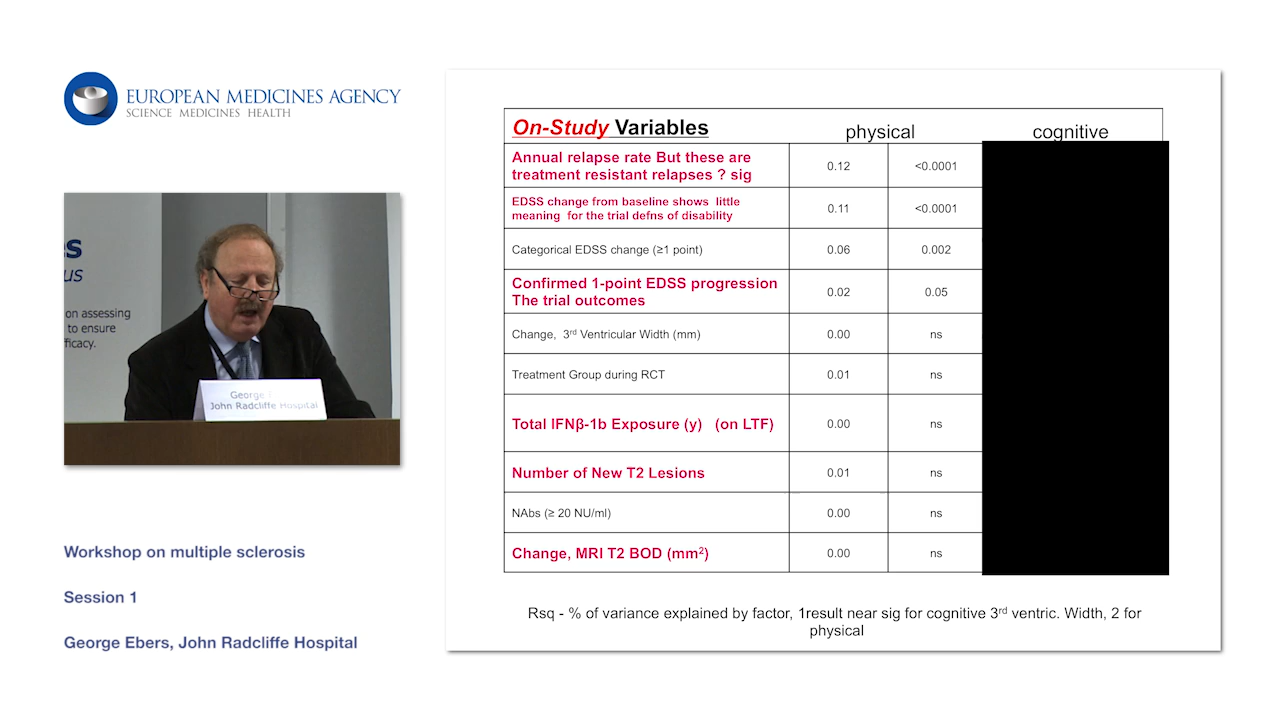 EUROPEAN MEDICINES AGENCY
SCIENCE MEDICINES HEALTH
es
us
on assessing
to ensure
ficacy.
George
John Radcliffe Hospital
Workshop on multiple sclerosis
Session 1
George Ebers, John Radcliffe Hospital
On-Study Variables physical cognitive
Annual relapse rate But these are
treatment resistant relapses ? sig
0.12 <0.0001
EDSS change from baseline shows little
meaning for the trial defns of disability
0.11 <0.0001
Categorical EDSS change (≥1 point) 0.06 0.002
Confirmed 1-point EDSS progression
The trial outcomes
0.02 0.05
Change, 3rd Ventricular Width (mm) 0.00 ns
Treatment Group during RCT 0.01 ns
Total IFNβ-1b Exposure (y) (on LTF) 0.00 ns
Number of New T2 Lesions 0.01 ns
NAbs (≥ 20 NU/ml) 0.00 ns
Change, MRI T2 BOD (mm²) 0.00 ns
Rsq - % of variance explained by factor, 1result near sig for cognitive 3rd ventric. Width, 2 for
physical